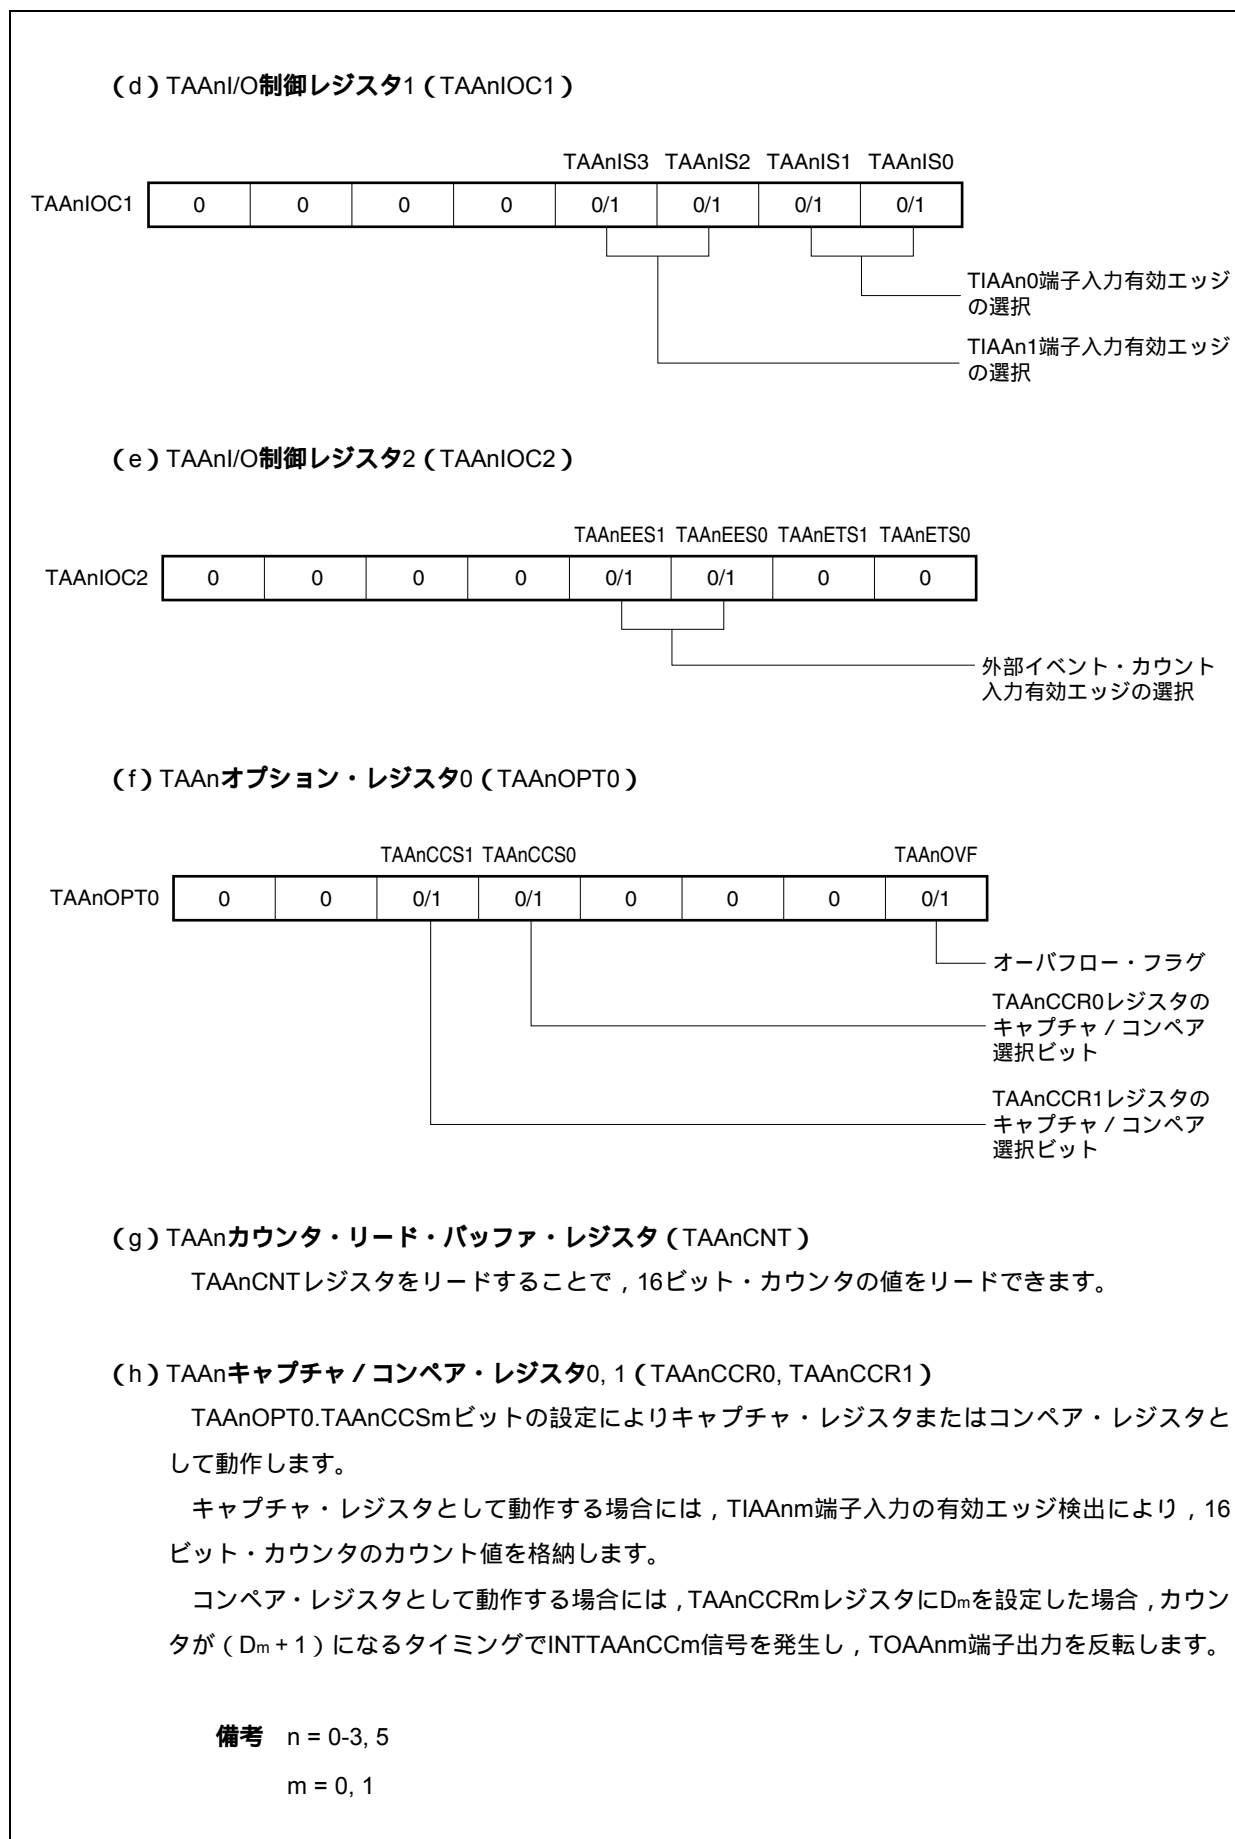 (d) TAAnI/O制御レジスタ1 (TAAnIOC1)
TAAnIS3 TAAnIS2 TAAnIS1 TAAnIS0
TAAnIOC1 0 0 0 0 0/1 0/1 0/1 0/1
TIAAn0端子入力有効エッジ
の選択
TIAAn1端子入力有効エッジ
の選択
(e) TAAnI/O制御レジスタ2 (TAAnIOC2)
TAAnEES1 TAAnEES0 TAAnETS1 TAAnETS0
TAAnIOC2 0 0 0 0 0/1 0/1 0 0
外部イベント・カウント
入力有効エッジの選択
(f) TAAnオプション・レジスタ0 (TAAnOPT0)
TAAnCCS1 TAAnCCS0 TAAnOVF
TAAnOPT0 0 0 0/1 0/1 0 0 0 0/1
オーバフロー・フラグ
TAAnCCR0レジスタの
キャプチャ/コンペア
選択ビット
TAAnCCR1レジスタの
キャプチャ/コンペア
選択ビット
(g) TAAnカウンタ・リード・バッファ・レジスタ (TAAnCNT)
TAAnCNTレジスタをリードすることで,16ビット・カウンタの値をリードできます。
(h) TAAnキャプチャ/コンペア・レジスタ0, 1 (TAAnCCR0, TAAnCCR1)
TAAnOPT0.TAAnCCSmビットの設定によりキャプチャ・レジスタまたはコンペア・レジスタと
して動作します。
キャプチャ・レジスタとして動作する場合には,TIAAnm端子入力の有効エッジ検出により,16
ビット・カウンタのカウント値を格納します。
コンペア・レジスタとして動作する場合には,TAAnCCRmレジスタにDmを設定した場合,カウン
タが(Dm+1)になるタイミングでINTTAAnCCm信号を発生し,TOAAnm端子出力を反転します。
備考 n = 0-3, 5
m = 0, 1